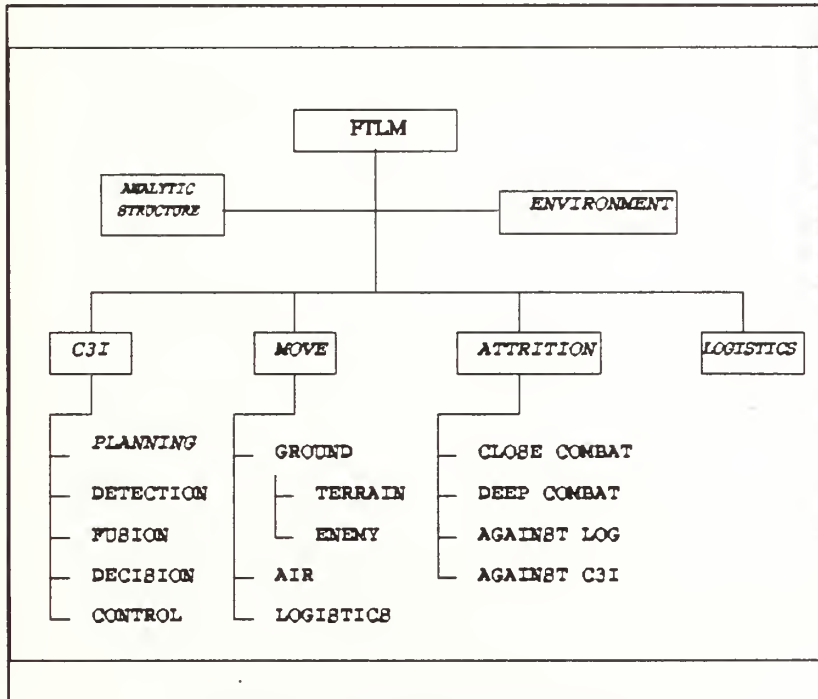 FTLM
ANALYTIC
STRUCTURE
ENVIRONMENT
C3I
MOVE
ATTRITION
LOGISTICS
PLANNING
DETECTION
FUSION
DECISION
CONTROL
GROUND
TERRAIN
ENEMY
AIR
LOGISTICS
CLOSE COMBAT
DEEP COMBAT
AGAINST LOG
AGAINST C3I